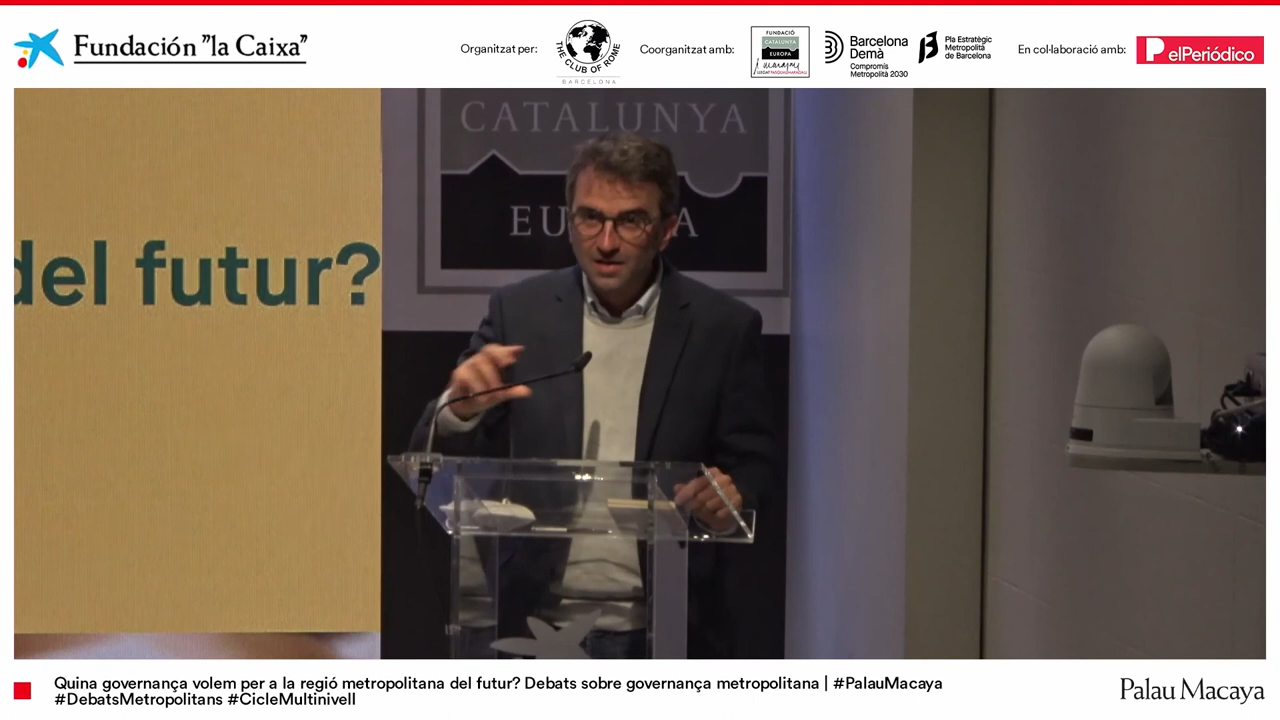 Fundación "la Caixa"
Organitzat per:
THE CLUB OF ROME
BARCELONA
Coorganitzat amb:
FUNDACIÓ
CATALUNYA
EUROPA
Barcelona
Demà
Compromís
Metropolità 2030
Pla Estratègic
Metropolità
de Barcelona
En col·laboració amb:
elPeriódico
CATALUNYA
EU A
del futur?
Quina governança volem per a la regió metropolitana del futur? Debats sobre governança metropolitana | #PalauMacaya
#DebatsMetropolitans #CicleMultinivell
Palau Macaya